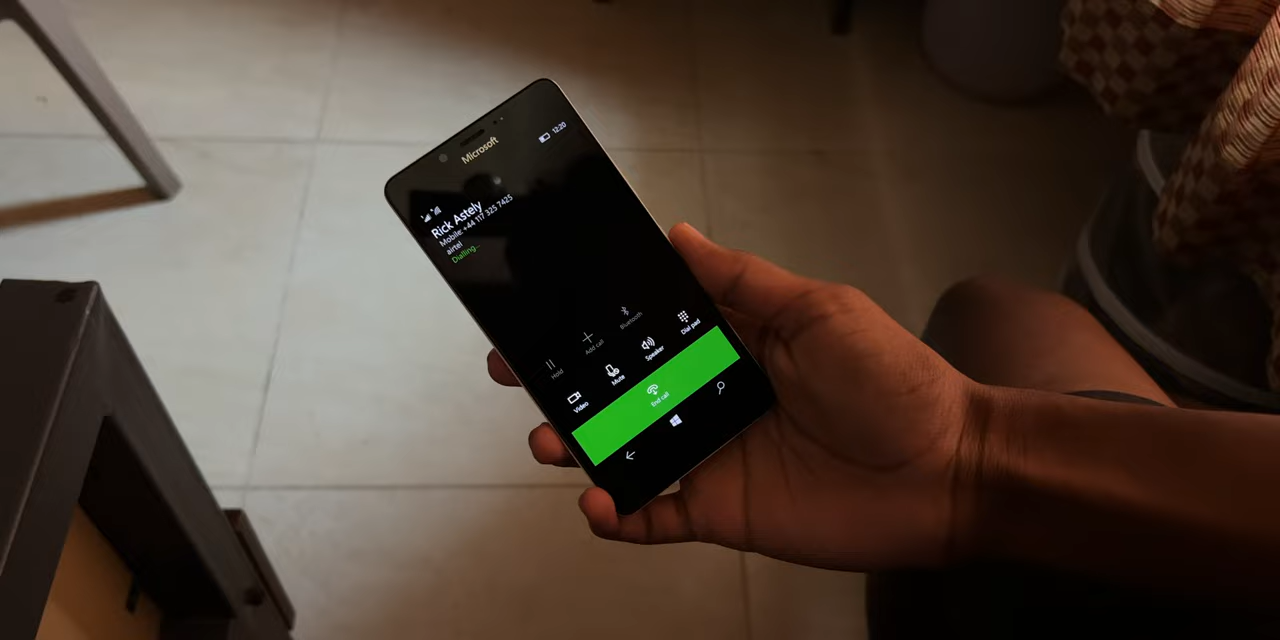 Microsoft
12:20
Rick Astely
Mobile: +44 117 325 7425
airtel
Dialling...
Hold
Add call
Bluetooth
Video
Mute
Speaker
Dial pad
End call